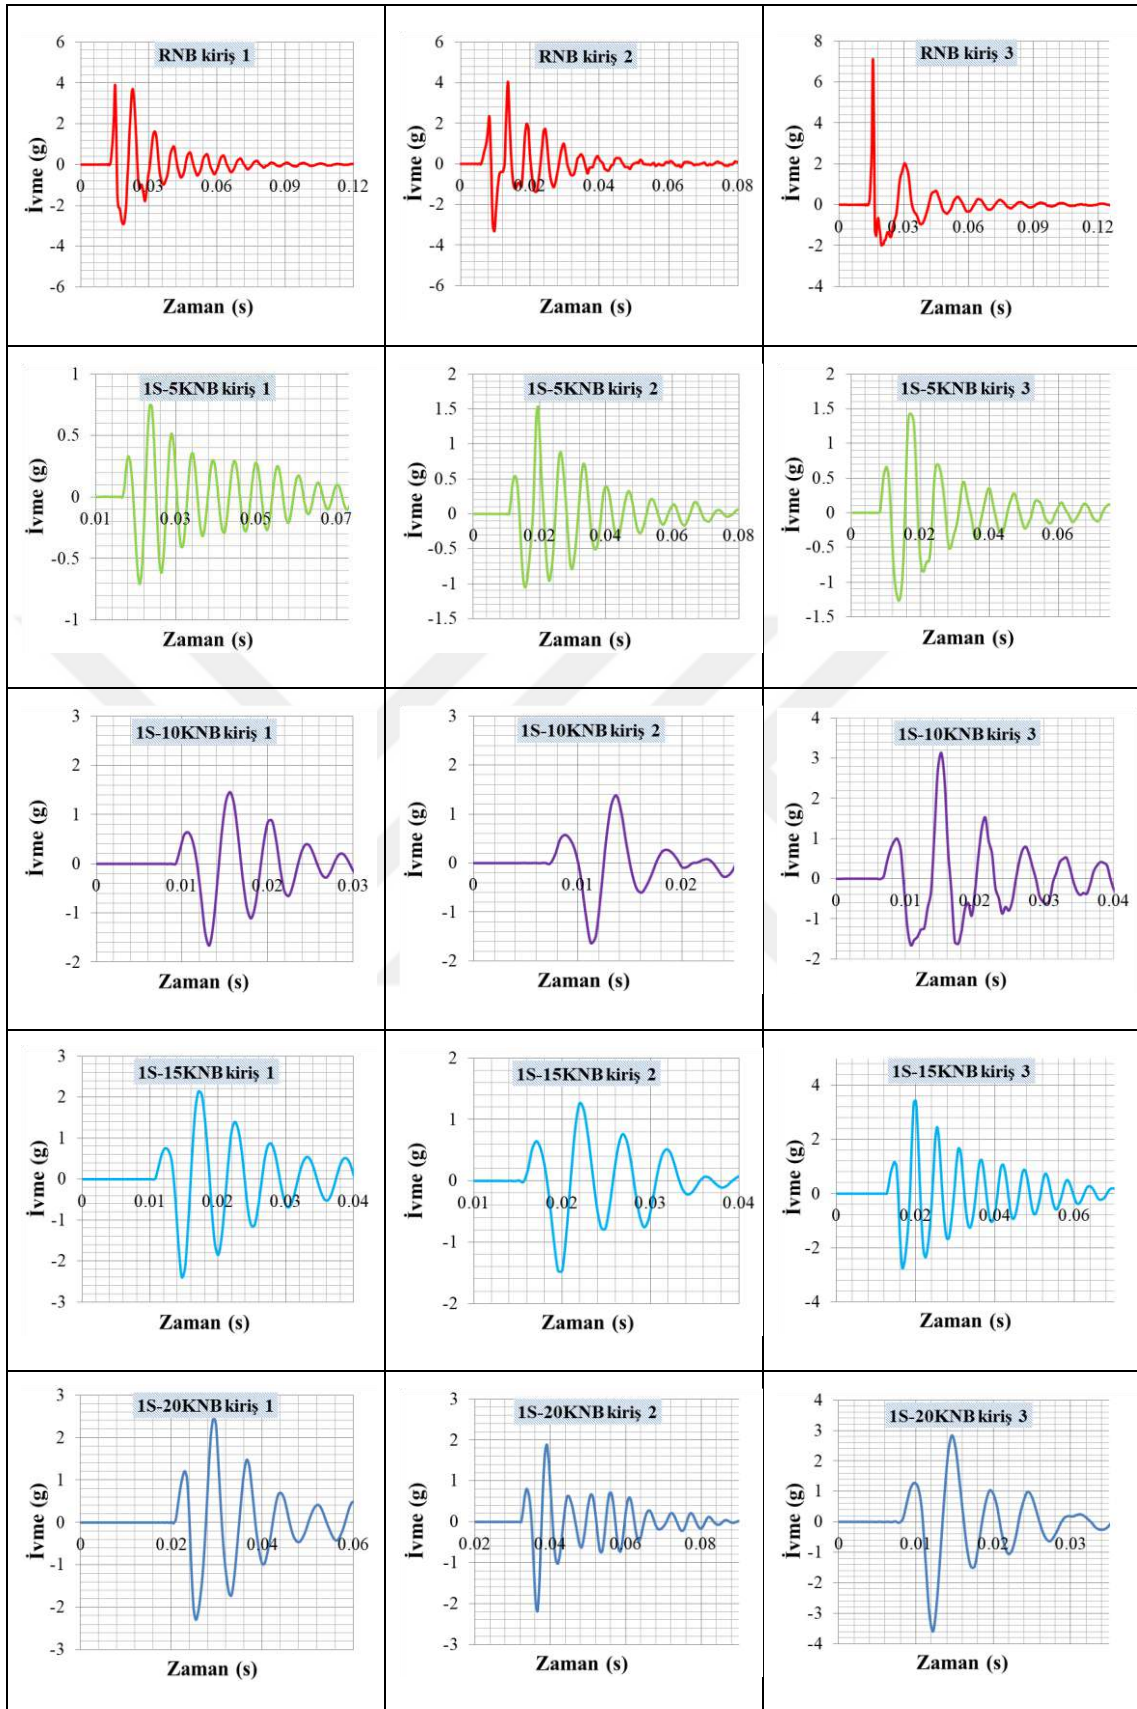 RNB kiriş 1
6
4
2
0
-2
-4
-6
0 0.03 0.06 0.09 0.12
İvme (g)
Zaman (s)
RNB kiriş 2
6
4
2
0
-2
-4
-6
0 0.02 0.04 0.06 0.08
İvme (g)
Zaman (s)
RNB kiriş 3
8
6
4
2
0
-2
-4
0 0.03 0.06 0.09 0.12
İvme (g)
Zaman (s)
1S-5KNB kiriş 1
1
0.5
0
-0.5
-1
0.01 0.03 0.05 0.07
İvme (g)
Zaman (s)
1S-5KNB kiriş 2
2
1.5
1
0.5
0
-0.5
-1
-1.5
0 0.02 0.04 0.06 0.08
İvme (g)
Zaman (s)
1S-5KNB kiriş 3
2
1.5
1
0.5
0
-0.5
-1
-1.5
0 0.02 0.04 0.06
İvme (g)
Zaman (s)
1S-10KNB kiriş 1
3
2
1
0
-1
-2
0 0.01 0.02 0.03
İvme (g)
Zaman (s)
1S-10KNB kiriş 2
3
2
1
0
-1
-2
0 0.01 0.02
İvme (g)
Zaman (s)
1S-10KNB kiriş 3
4
3
2
1
0
-1
-2
0 0.01 0.02 0.03 0.04
İvme (g)
Zaman (s)
1S-15KNB kiriş 1
3
2
1
0
-1
-2
-3
0 0.01 0.02 0.03 0.04
İvme (g)
Zaman (s)
1S-15KNB kiriş 2
2
1
0
-1
-2
0.01 0.02 0.03 0.04
İvme (g)
Zaman (s)
1S-15KNB kiriş 3
4
2
0
-2
-4
0 0.02 0.04 0.06
İvme (g)
Zaman (s)
1S-20KNB kiriş 1
3
2
1
0
-1
-2
-3
0 0.02 0.04 0.06
İvme (g)
Zaman (s)
1S-20KNB kiriş 2
3
2
1
0
-1
-2
-3
0.02 0.04 0.06 0.08
İvme (g)
Zaman (s)
1S-20KNB kiriş 3
4
3
2
1
0
-1
-2
-3
-4
0 0.01 0.02 0.03
İvme (g)
Zaman (s)